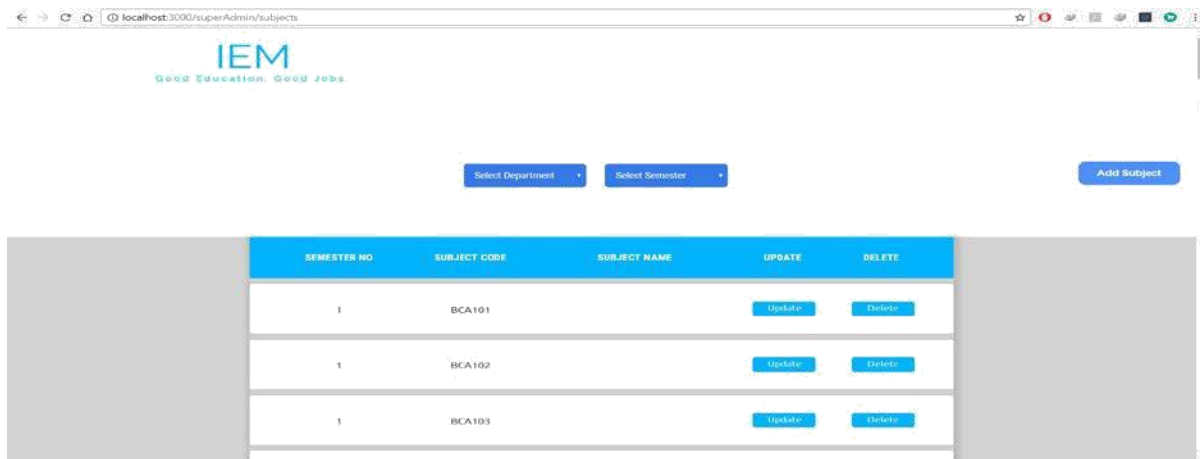 localhost:3000/superAdmin/subjects
IEM
Good Education. Good Jobs.
Select Department Select Semester Add Subject
SEMESTER NO SUBJECT CODE SUBJECT NAME UPDATE DELETE
1 BCA101 Update Delete
1 BCA102 Update Delete
1 BCA103 Update Delete